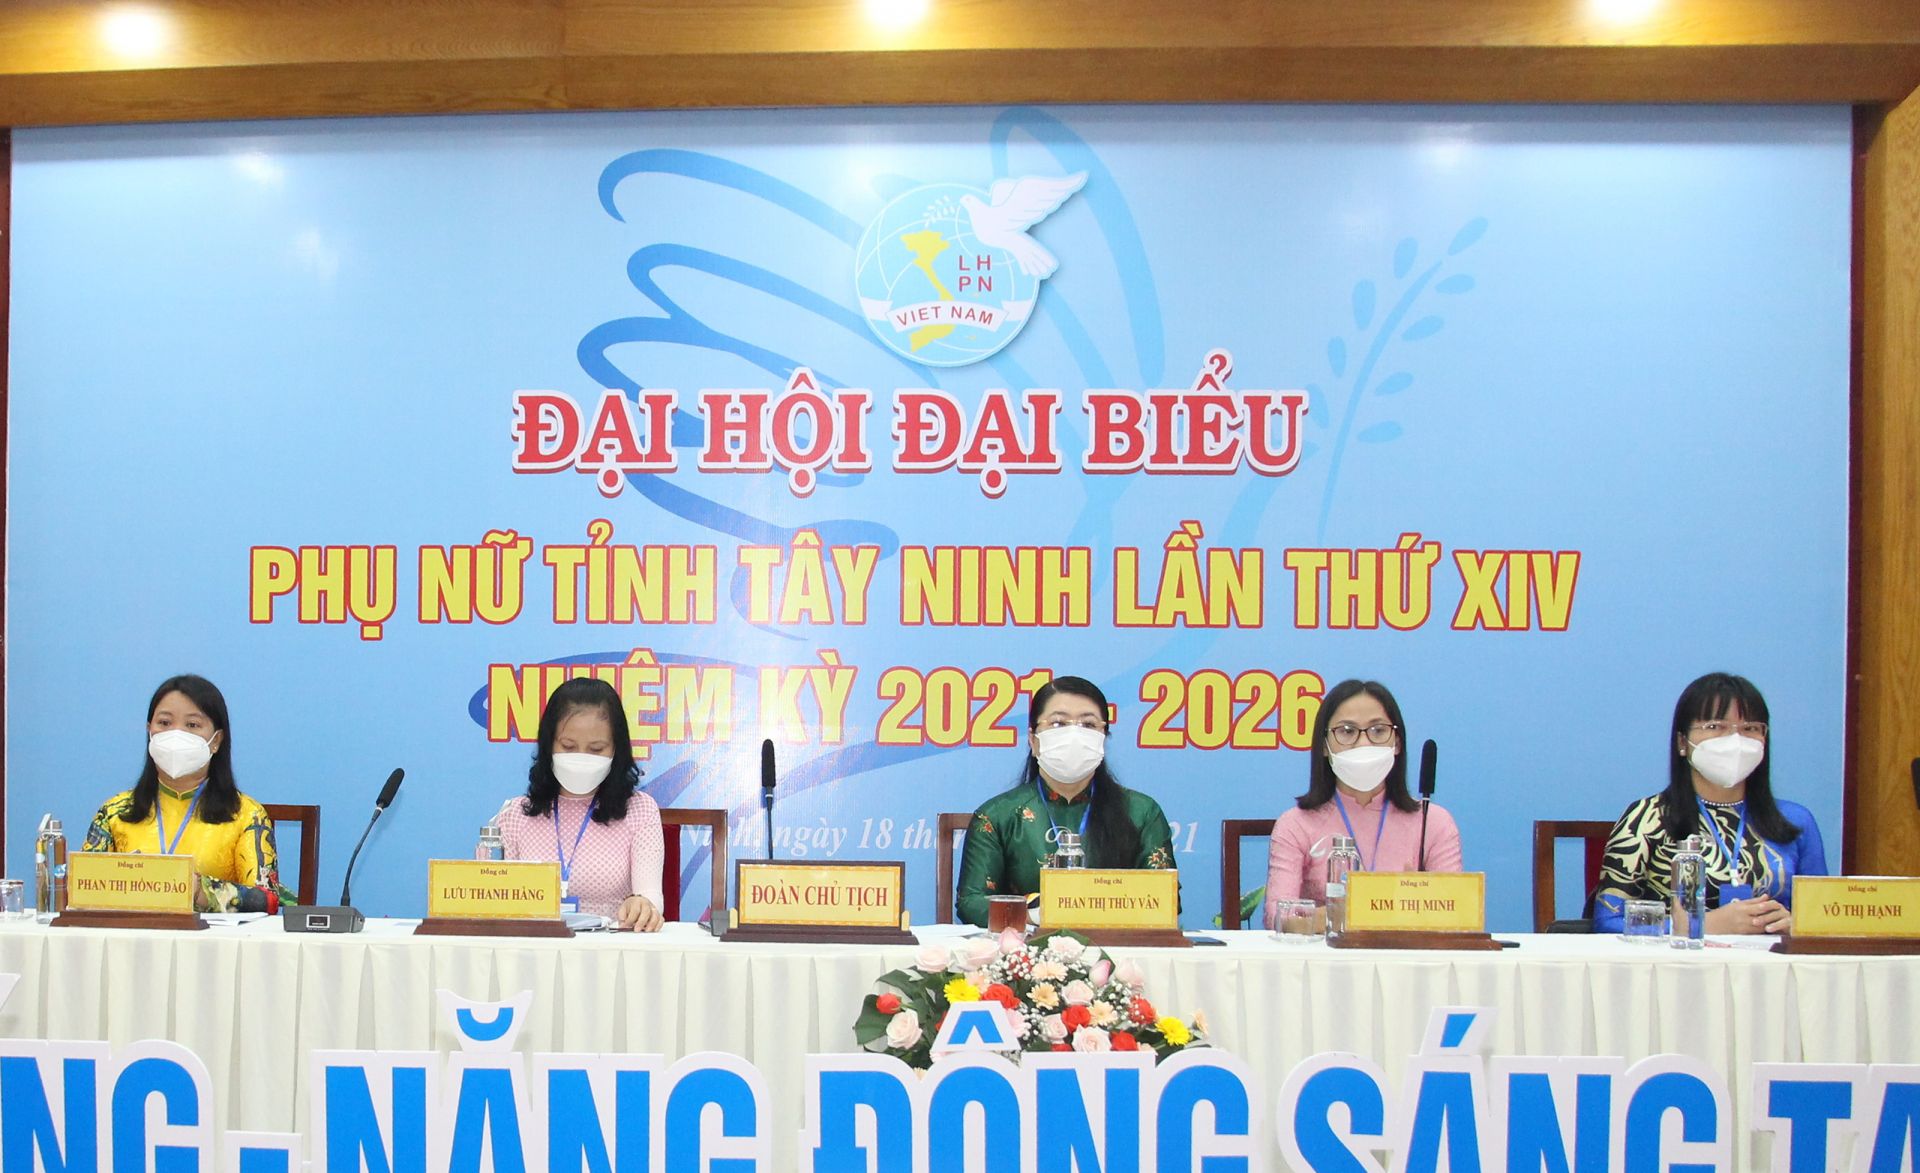 LH
PN
VIET NAM
ĐẠI HỘI ĐẠI BIỂU
PHỤ NỮ TỈNH TÂY NINH LẦN THỨ XIV
NHIỆM KỲ 2021 - 2026
ngày 18
21
Đồng chí
PHAN THỊ HỒNG ĐÀO
Đồng chí
LƯU THANH HẰNG
ĐOÀN CHỦ TỊCH
Đồng chí
PHAN THỊ THÙY VÂN
Đồng chí
KIM THỊ MINH
Đồng chí
VÕ THỊ HẠNH
NG - NĂNG ĐỘNG SÁNG TẠ